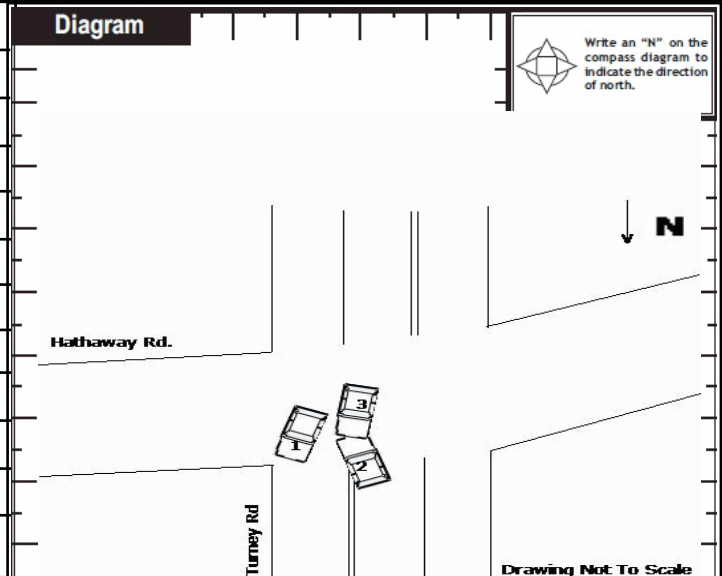 Diagram
Write an “N” on the
compass diagram to
indicate the direction
of north.
N
Hathaway Rd.
3
1
2
Turney Rd
Drawing Not To Scale